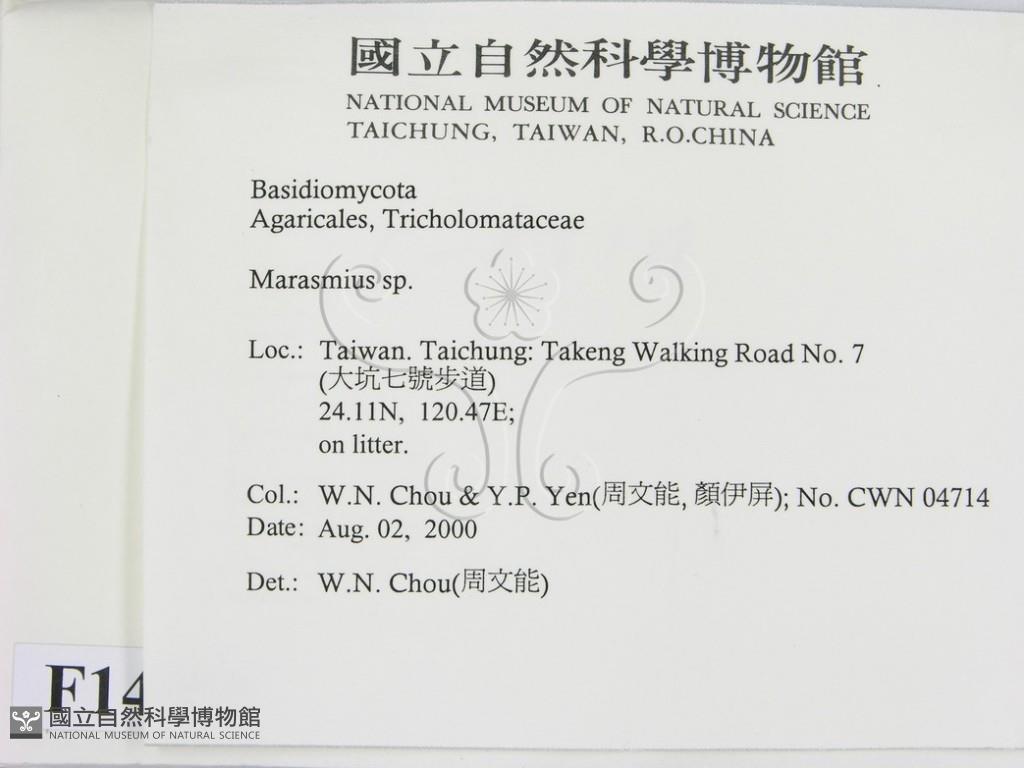 國立自然科學博物館
NATIONAL MUSEUM OF NATURAL SCIENCE
TAICHUNG, TAIWAN, R.O.CHINA
Basidiomycota
Agaricales, Tricholomataceae
Marasmius sp.
Loc.: Taiwan. Taichung: Takeng Walking Road No. 7
(大坑七號步道)
24.11N, 120.47E;
on litter.
Col.: W.N. Chou & Y.P. Yen(周文能, 顏伊屏); No. CWN 04714
Date: Aug. 02, 2000
Det.: W.N. Chou(周文能)
F14
國立自然科學博物館
NATIONAL MUSEUM OF NATURAL SCIENCE